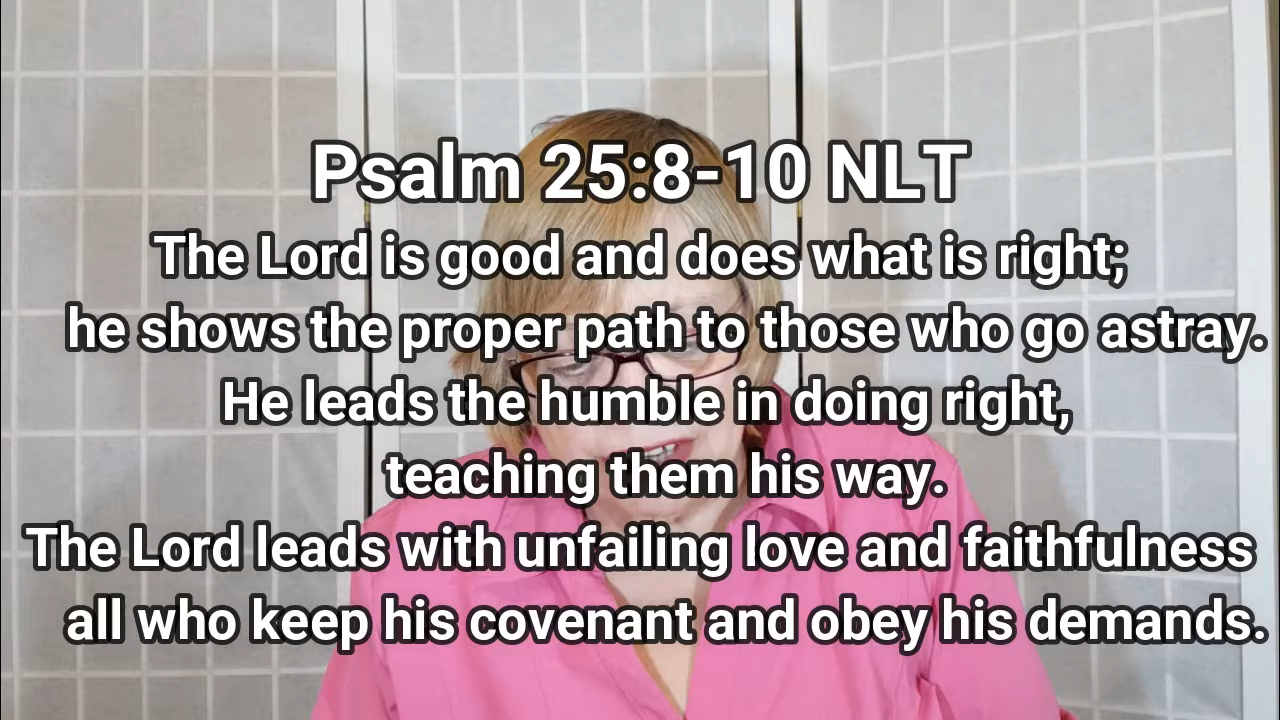 Psalm 25:8-10 NLT
The Lord is good and does what is right;
he shows the proper path to those who go astray.
He leads the humble in doing right,
teaching them his way.
The Lord leads with unfailing love and faithfulness
all who keep his covenant and obey his demands.